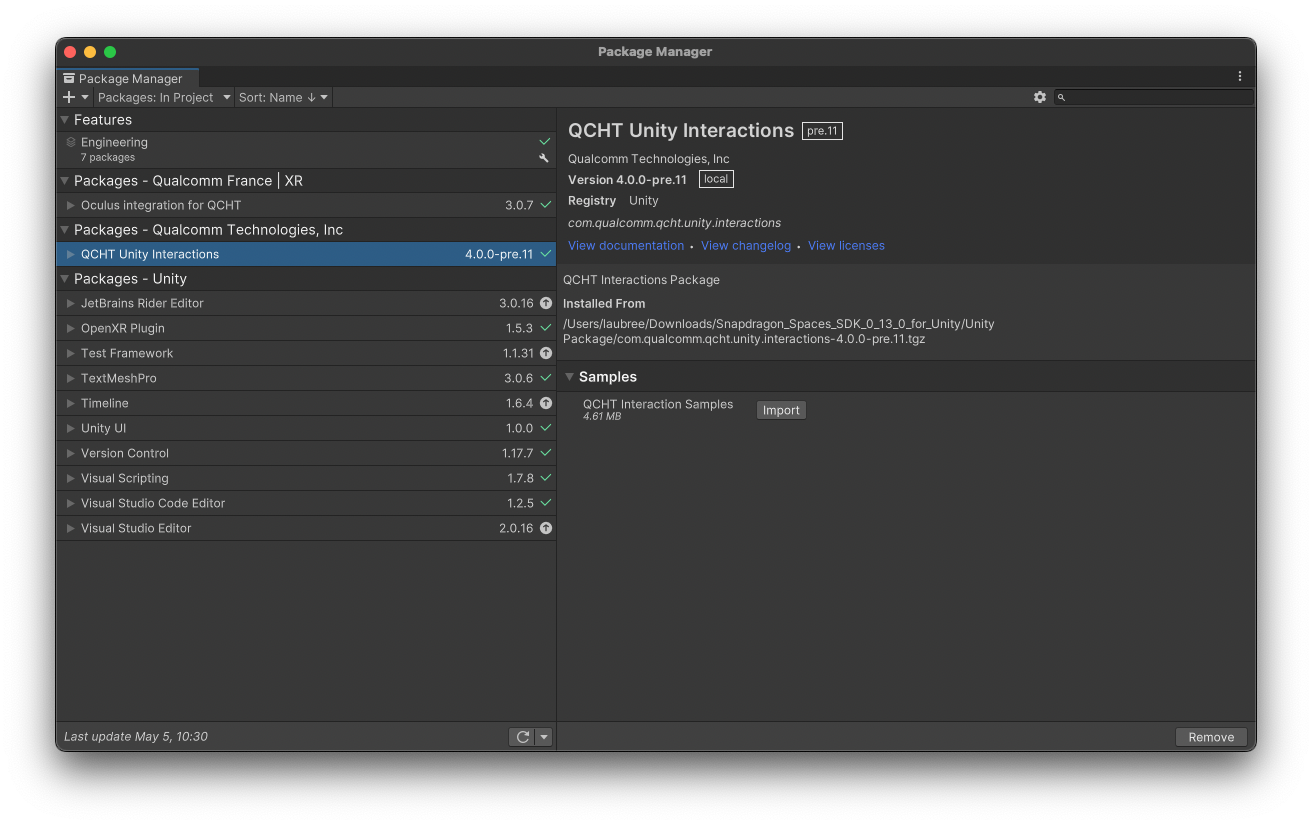 Package Manager
Package Manager
Packages: In Project
Sort: Name ↓
Features
Engineering
7 packages
Packages - Qualcomm France | XR
Oculus integration for QCHT 3.0.7
Packages - Qualcomm Technologies, Inc
QCHT Unity Interactions 4.0.0-pre.11
Packages - Unity
JetBrains Rider Editor 3.0.16
OpenXR Plugin 1.5.3
Test Framework 1.1.31
TextMeshPro 3.0.6
Timeline 1.6.4
Unity UI 1.0.0
Version Control 1.17.7
Visual Scripting 1.7.8
Visual Studio Code Editor 1.2.5
Visual Studio Editor 2.0.16
Last update May 5, 10:30
QCHT Unity Interactions pre.11
Qualcomm Technologies, Inc
Version 4.0.0-pre.11 local
Registry Unity
com.qualcomm.qcht.unity.interactions
View documentation • View changelog • View licenses
QCHT Interactions Package
Installed From
/Users/laubree/Downloads/Snapdragon_Spaces_SDK_0_13_0_for_Unity/Unity
Package/com.qualcomm.qcht.unity.interactions-4.0.0-pre.11.tgz
Samples
QCHT Interaction Samples
4.61 MB
Import
Remove